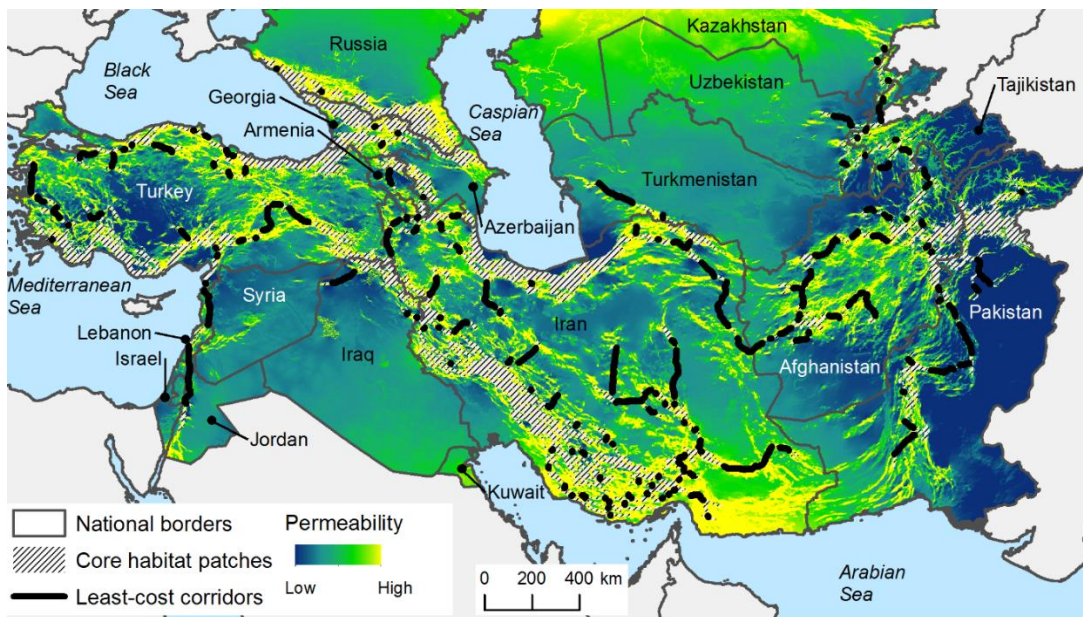 Russia
Kazakhstan
Black
Sea
Uzbekistan
Tajikistan
Georgia
Caspian
Sea
Armenia
Turkmenistan
Turkey
Azerbaijan
Mediterranean
Sea
Syria
Pakistan
Lebanon
Iran
Israel
Iraq
Afghanistan
Jordan
Kuwait
National borders
Permeability
Core habitat patches
Low
High
Least-cost corridors
0 200 400 km
Arabian
Sea